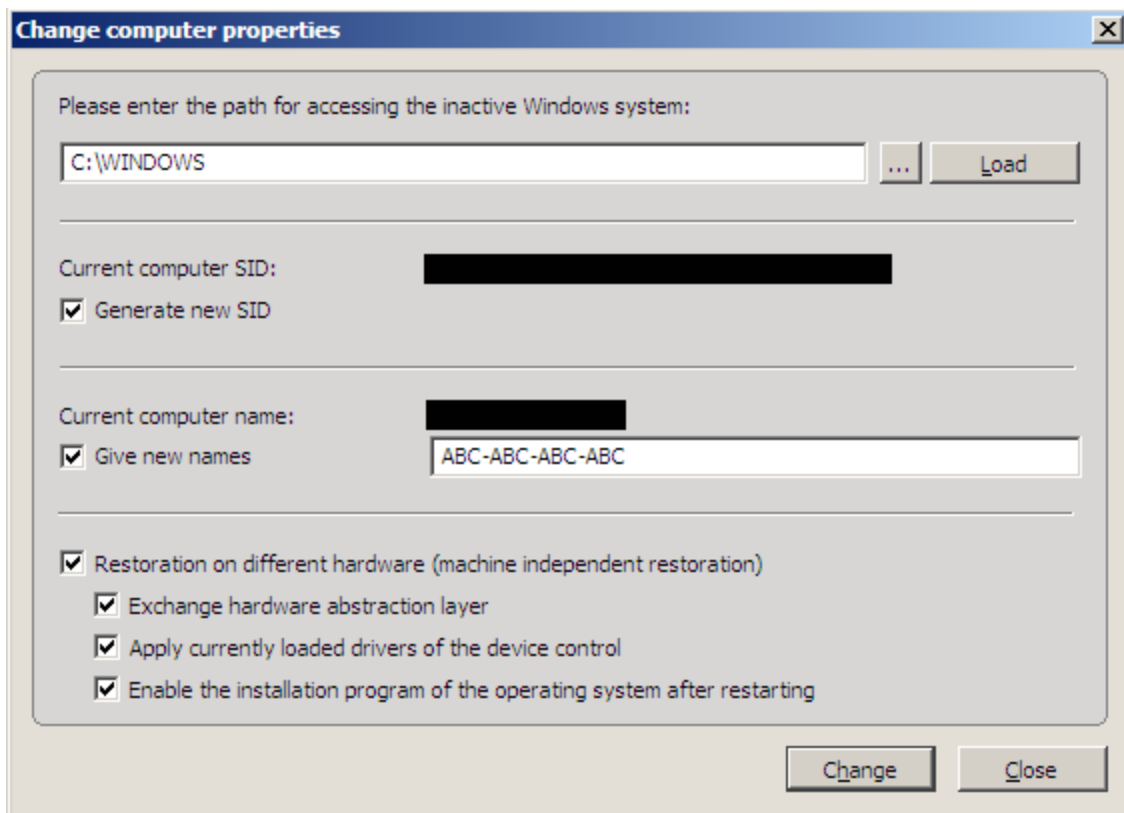 Change computer properties
Please enter the path for accessing the inactive Windows system:
C:\WINDOWS ... Load
Current computer SID:
Generate new SID
Current computer name:
Give new names ABC-ABC-ABC-ABC
Restoration on different hardware (machine independent restoration)
Exchange hardware abstraction layer
Apply currently loaded drivers of the device control
Enable the installation program of the operating system after restarting
Change Close